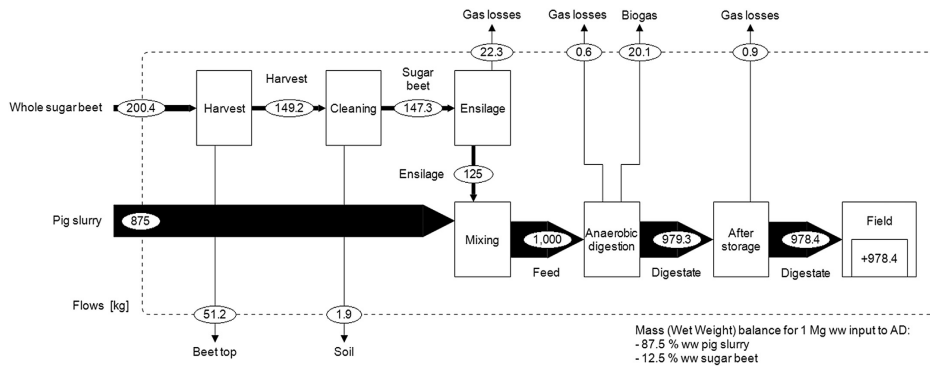 Gas losses
Gas losses
Biogas
Gas losses
22.3
0.6
20.1
0.9
Harvest
Sugar
beet
Whole sugar beet
200.4
Harvest
149.2
Cleaning
147.3
Ensilage
Ensilage
125
Pig slurry
875
Mixing
1,000
Feed
Anaerobic
digestion
979.3
Digestate
After
storage
978.4
Digestate
Field
+978.4
Flows [kg]
51.2
1.9
Beet top
Soil
Mass (Wet Weight) balance for 1 Mg ww input to AD:
- 87.5 % ww pig slurry
- 12.5 % ww sugar beet